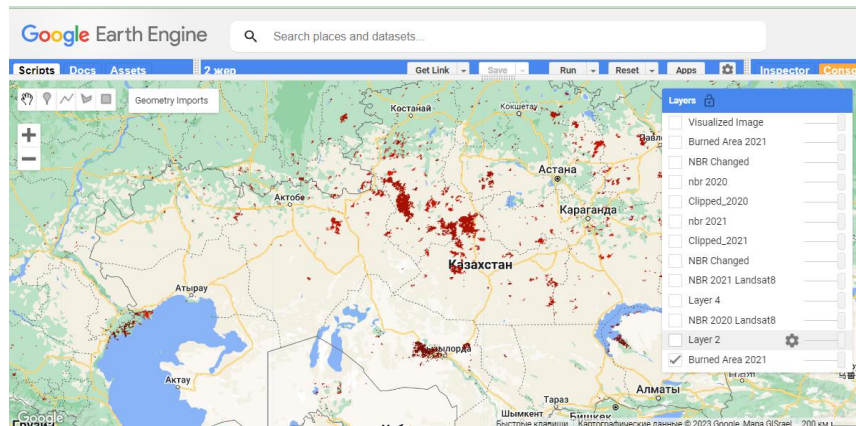 Google Earth Engine
Search places and datasets...
Scripts Docs Assets
2 жер
Get Link
Save
Run
Reset
Apps
Inspector
Geometry Imports
Layers
Visualized Image
Burned Area 2021
NBR Changed
nbr 2020
Clipped_2020
nbr 2021
Clipped_2021
NBR Changed
NBR 2021 Landsat8
Layer 4
NBR 2020 Landsat8
Layer 2
Burned Area 2021
Костанай
Кокшетау
Астана
Актобе
Караганда
Казахстан
Атырау
Актау
Алматы
Тараз
Шымкент
Бишкек
Google
Быстрые клавиши
Картографические данные © 2023 Google, Mapa GISrael
200 км